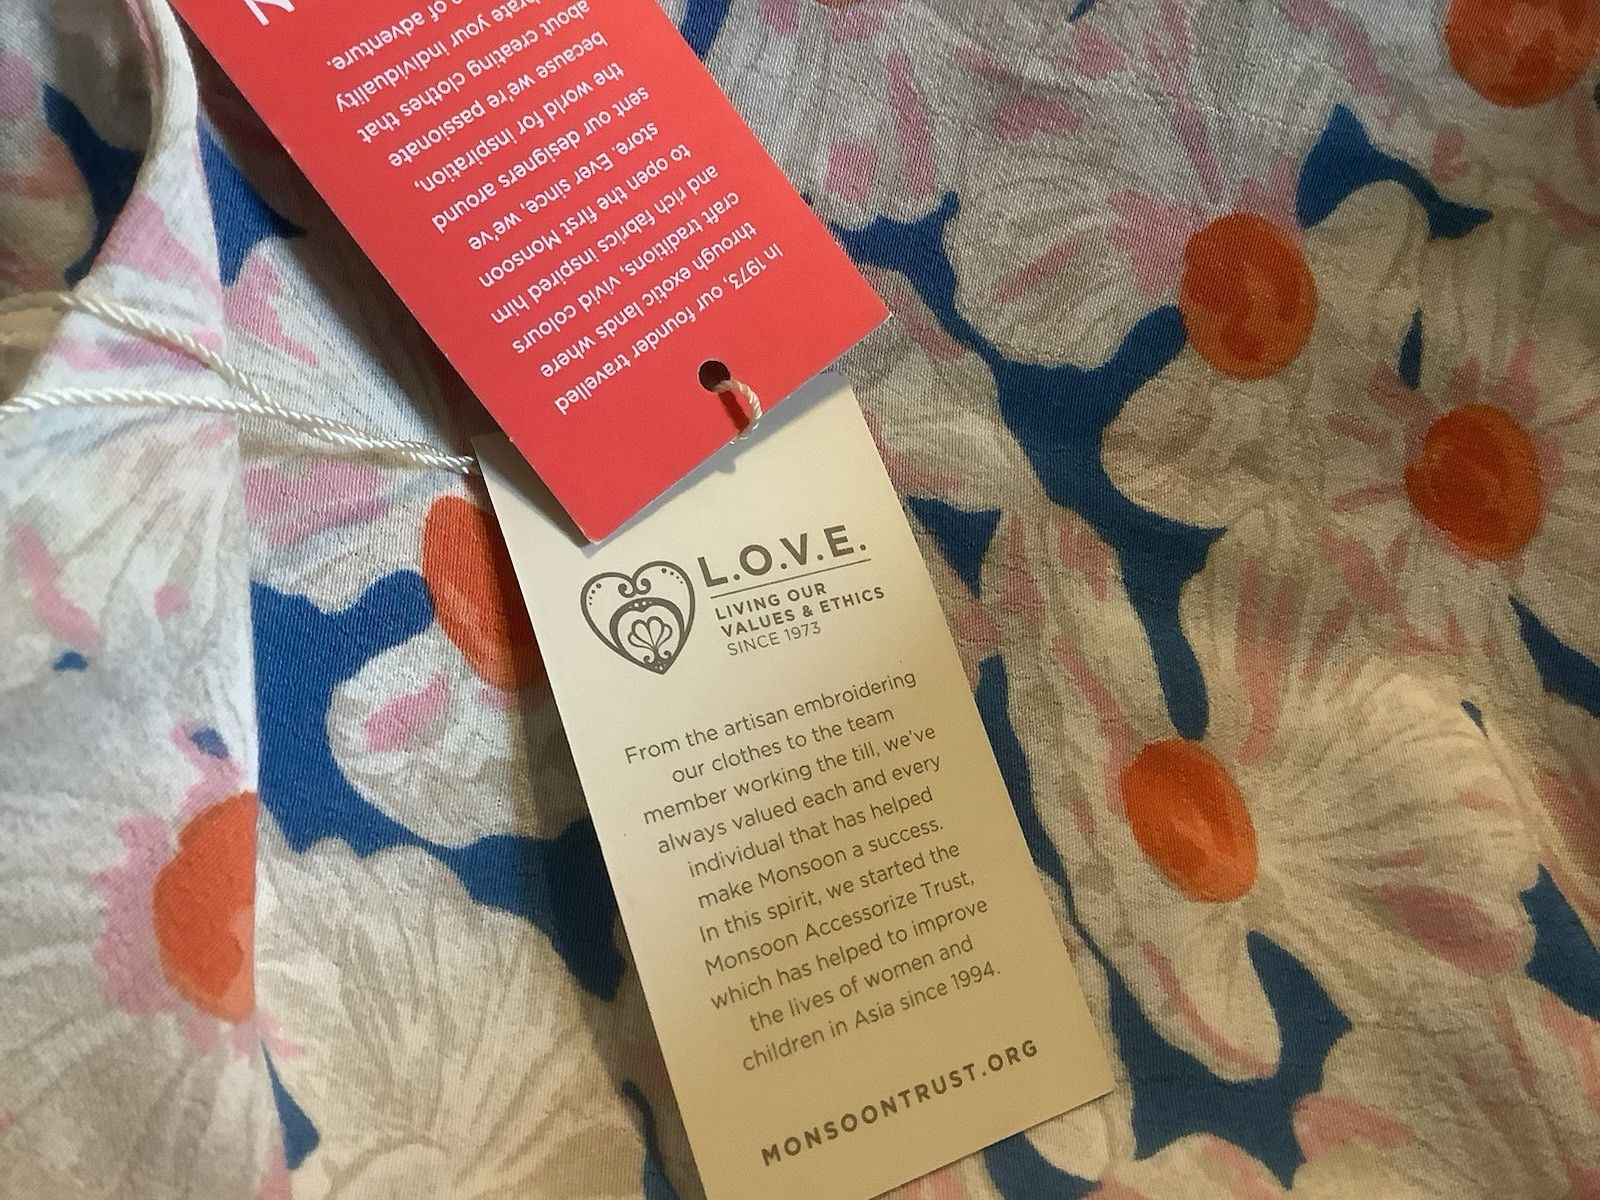 In 1973, our founder travelled
through exotic lands where
craft traditions, vivid colours
and rich fabrics inspired him
to open the first Monsoon
store. Ever since, we've
sent our designers around
the world for inspiration,
because we're passionate
about creating clothes that
your individuality
of adventure.
L.O.V.E.
LIVING OUR
VALUES & ETHICS
SINCE 1973
From the artisan embroidering
our clothes to the team
member working the till, we've
always valued each and every
individual that has helped
make Monsoon a success.
In this spirit, we started the
Monsoon Accessorize Trust,
which has helped to improve
the lives of women and
children in Asia since 1994.
MONSOONTRUST.ORG